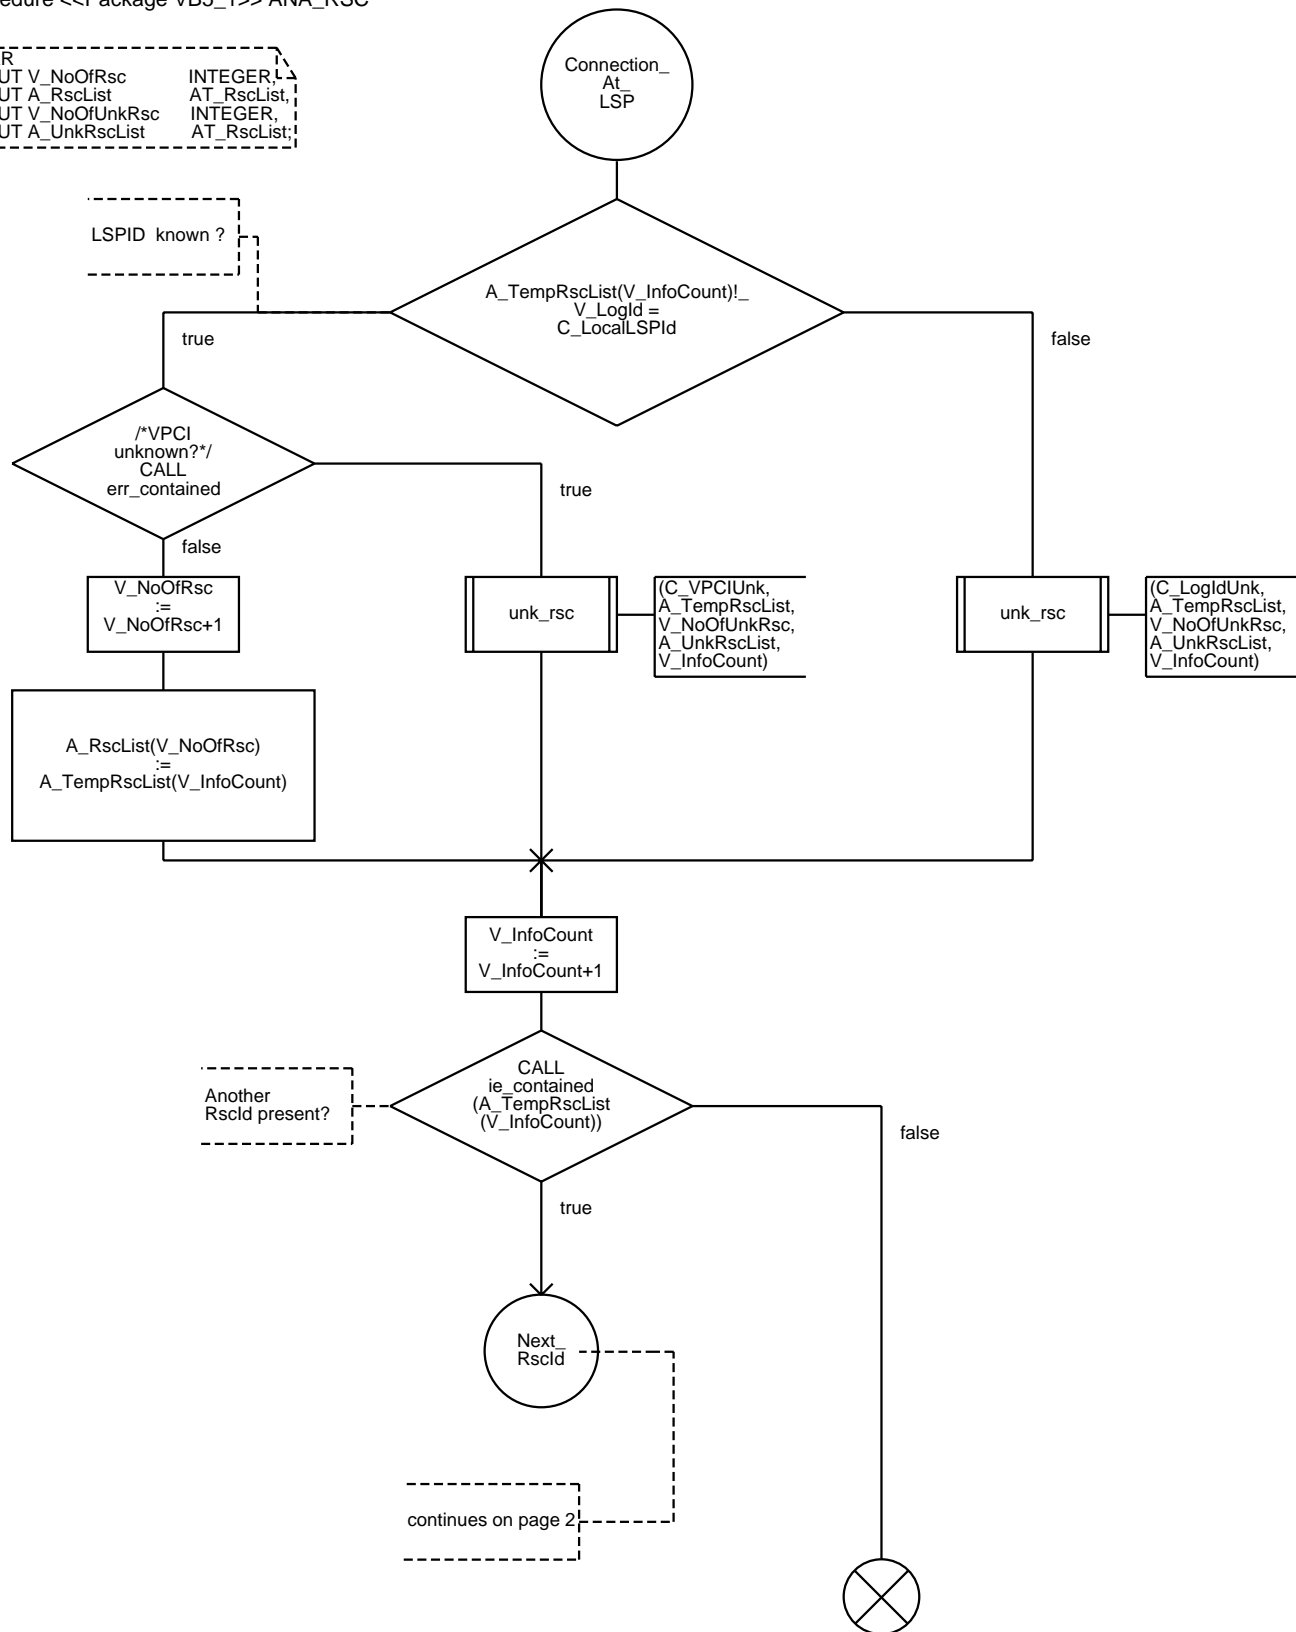 edure <<Package VB5_1>> ANA_RSC
R
UT V_NoOfRsc INTEGER,
UT A_RscList AT_RscList,
UT V_NoOfUnkRsc INTEGER,
UT A_UnkRscList AT_RscList;
Connection_
At_
LSP
LSPID known ?
A_TempRscList(V_InfoCount)!_
V_LogId =
C_LocalLSPId
true
false
/*VPCI
unknown?*/
CALL
err_contained
true
false
V_NoOfRsc
:=
V_NoOfRsc+1
unk_rsc
(C_VPCIUnk,
A_TempRscList,
V_NoOfUnkRsc,
A_UnkRscList,
V_InfoCount)
unk_rsc
(C_LogIdUnk,
A_TempRscList,
V_NoOfUnkRsc,
A_UnkRscList,
V_InfoCount)
A_RscList(V_NoOfRsc)
:=
A_TempRscList(V_InfoCount)
V_InfoCount
:=
V_InfoCount+1
Another
RscId present?
CALL
ie_contained
(A_TempRscList
(V_InfoCount))
false
true
Next_
RscId
continues on page 2